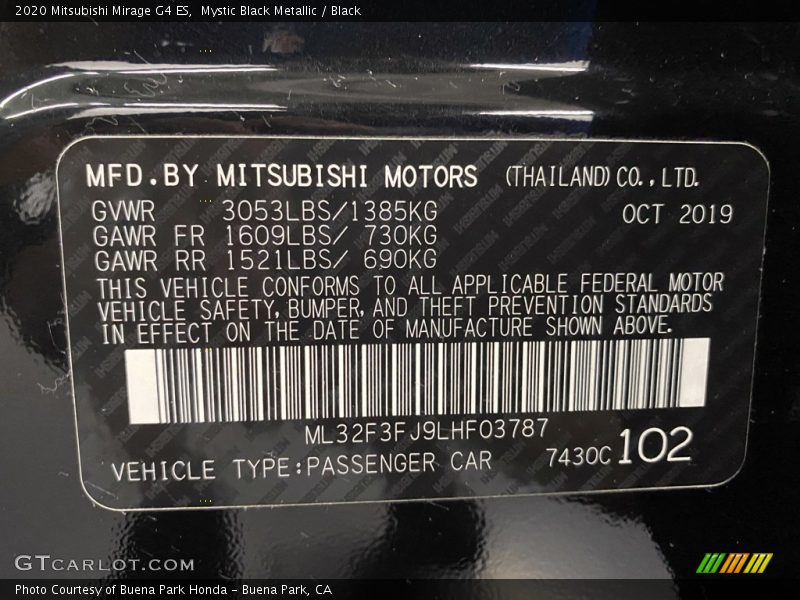 2020 Mitsubishi Mirage G4 ES, Mystic Black Metallic / Black
MFD.BY MITSUBISHI MOTORS (THAILAND) CO., LTD.
GVWR 3053LBS/1385KG OCT 2019
GAWR FR 1609LBS/ 730KG
GAWR RR 1521LBS/ 690KG
THIS VEHICLE CONFORMS TO ALL APPLICABLE FEDERAL MOTOR
VEHICLE SAFETY, BUMPER, AND THEFT PREVENTION STANDARDS
IN EFFECT ON THE DATE OF MANUFACTURE SHOWN ABOVE.
ML32F3FJ9LHF03787
VEHICLE TYPE:PASSENGER CAR 7430C 102
GTCARLOT.COM
Photo Courtesy of Buena Park Honda - Buena Park, CA